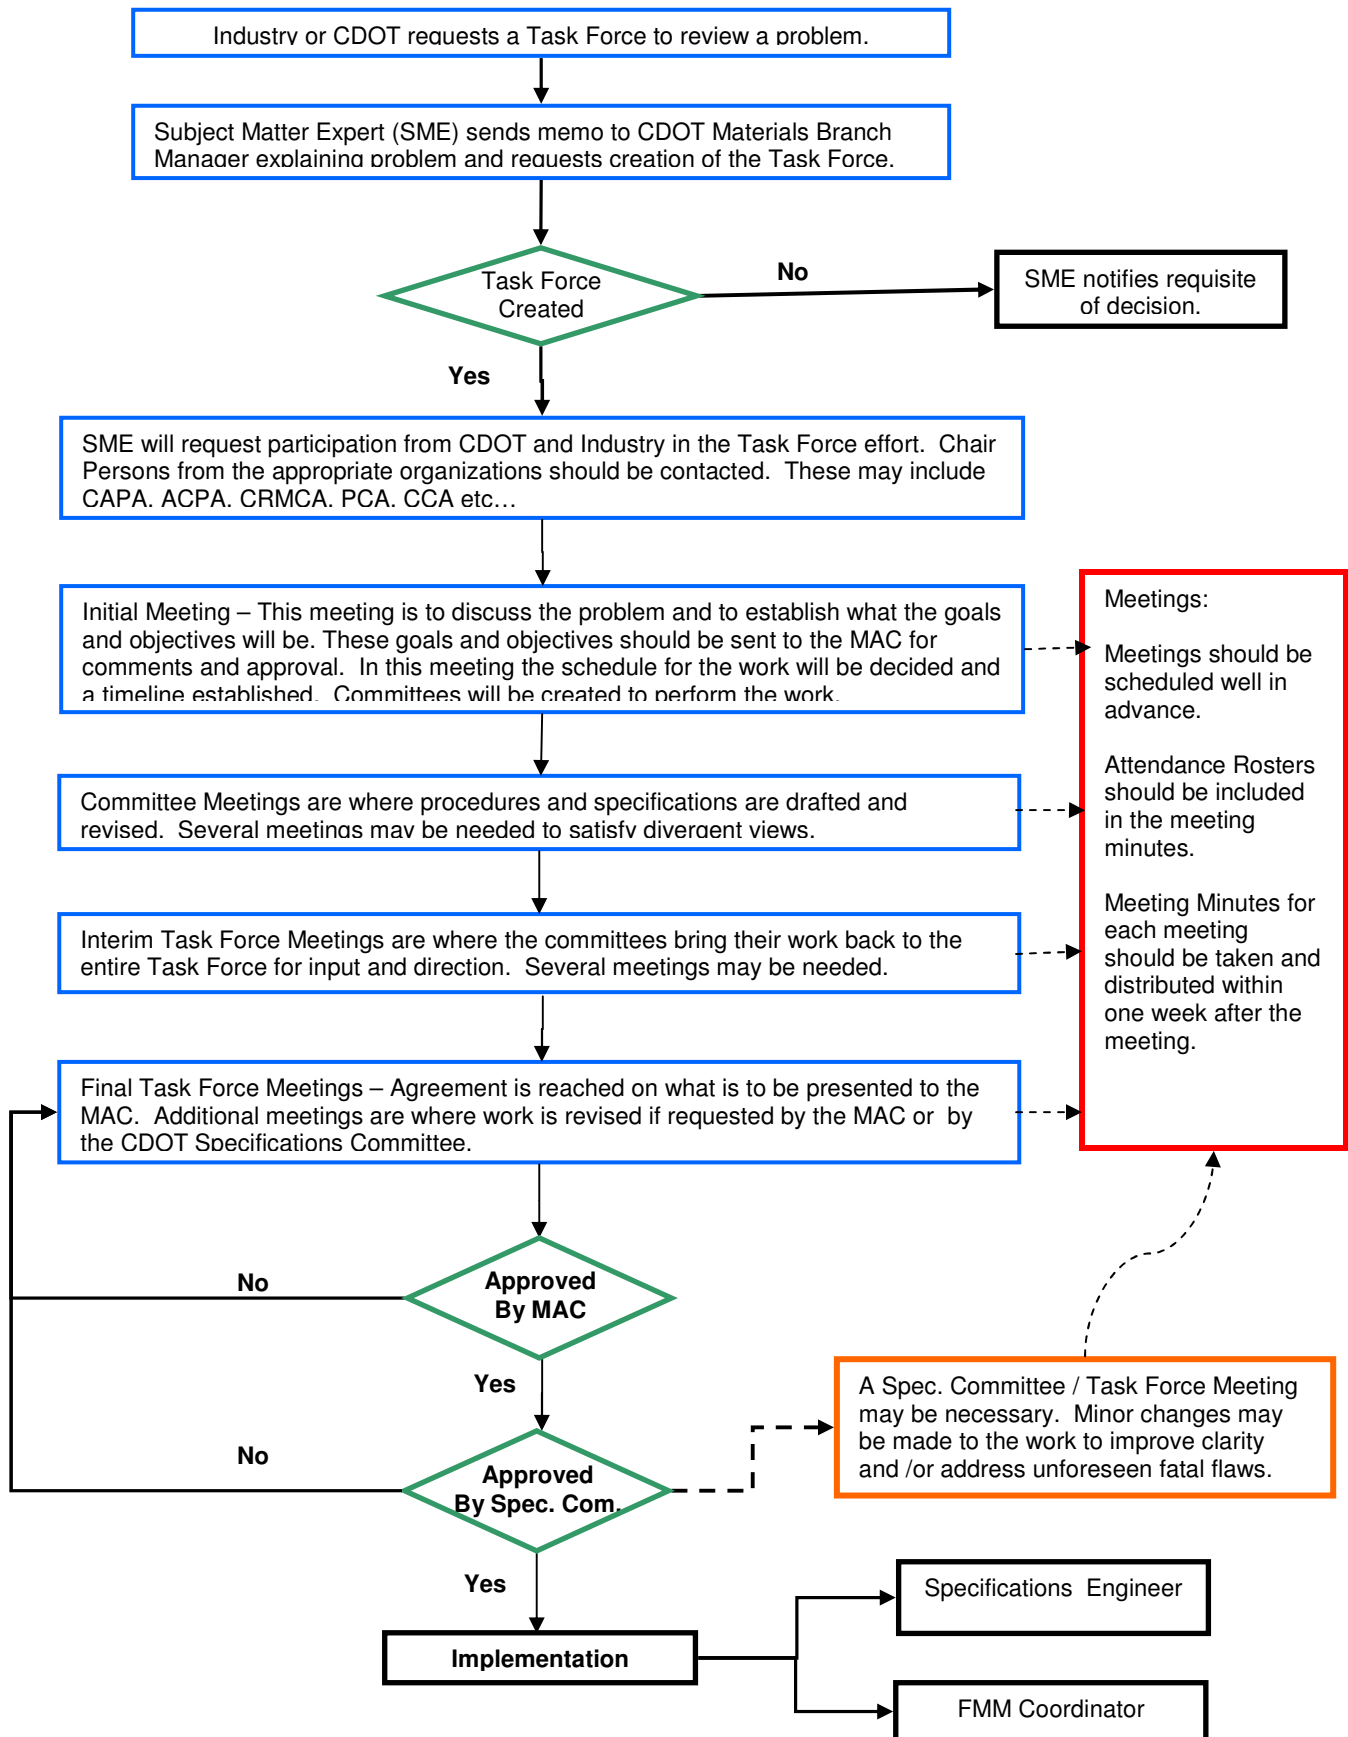 Industry or CDOT requests a Task Force to review a problem.
Subject Matter Expert (SME) sends memo to CDOT Materials Branch
Manager explaining problem and requests creation of the Task Force.
Task Force
Created
No
SME notifies requisite
of decision.
Yes
SME will request participation from CDOT and Industry in the Task Force effort.  Chair
Persons from the appropriate organizations should be contacted.  These may include
CAPA, ACPA, CRMCA, PCA, CCA etc…
Initial Meeting – This meeting is to discuss the problem and to establish what the goals
and objectives will be. These goals and objectives should be sent to the MAC for
comments and approval.  In this meeting the schedule for the work will be decided and
a timeline established.  Committees will be created to perform the work.
Meetings:
Meetings should be
scheduled well in
advance.
Attendance Rosters
should be included
in the meeting
minutes.
Meeting Minutes for
each meeting
should be taken and
distributed within
one week after the
meeting.
Committee Meetings are where procedures and specifications are drafted and
revised.  Several meetings may be needed to satisfy divergent views.
Interim Task Force Meetings are where the committees bring their work back to the
entire Task Force for input and direction.  Several meetings may be needed.
Final Task Force Meetings – Agreement is reached on what is to be presented to the
MAC.  Additional meetings are where work is revised if requested by the MAC or  by
the CDOT Specifications Committee.
No
Approved
By MAC
Yes
A Spec. Committee / Task Force Meeting
may be necessary.  Minor changes may
be made to the work to improve clarity
and /or address unforeseen fatal flaws.
No
Approved
By Spec. Com.
Yes
Specifications  Engineer
Implementation
FMM Coordinator